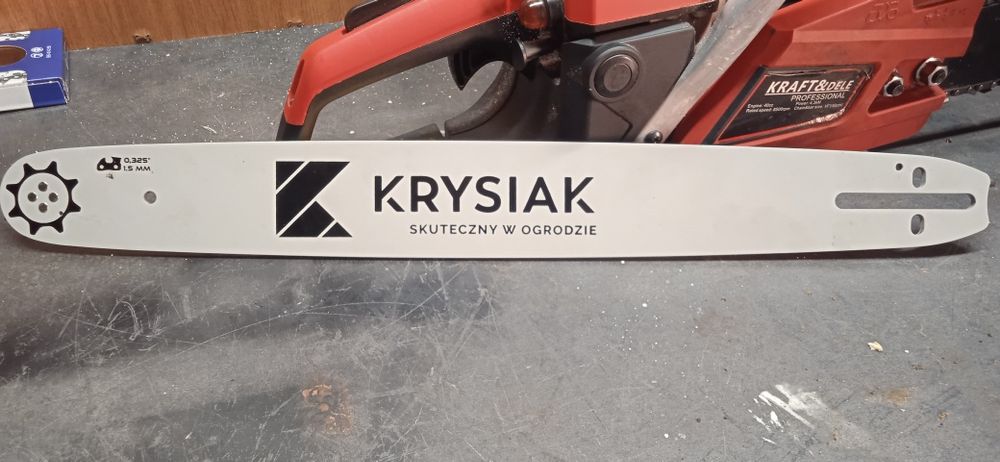 KRAFT&DELE
PROFESSIONAL
0,325"
1.5 MM
KRYSIAK
SKUTECZNY W OGRODZIE